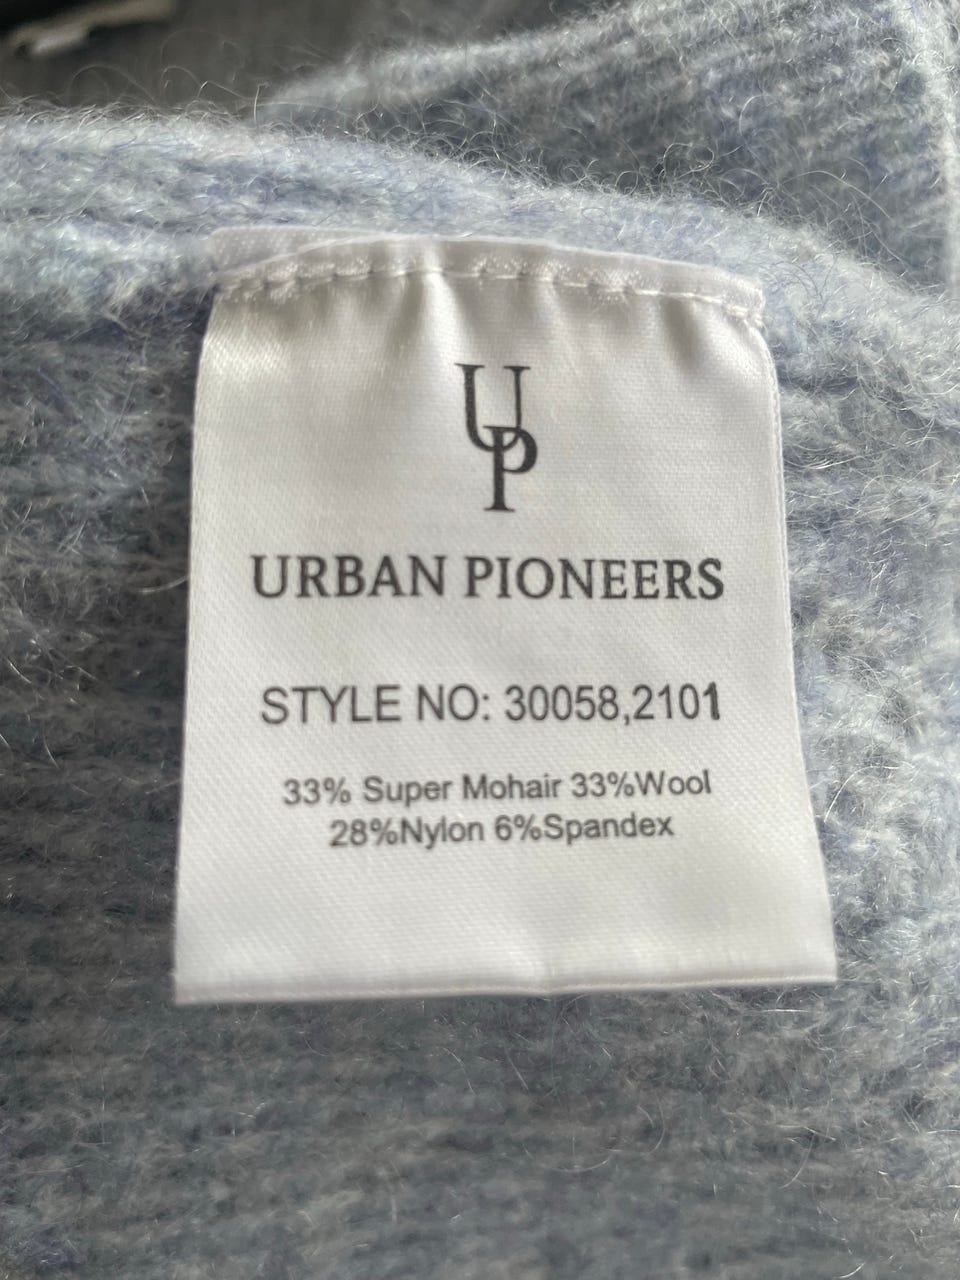 UP
URBAN PIONEERS
STYLE NO: 30058,2101
33% Super Mohair 33%Wool
28%Nylon 6%Spandex